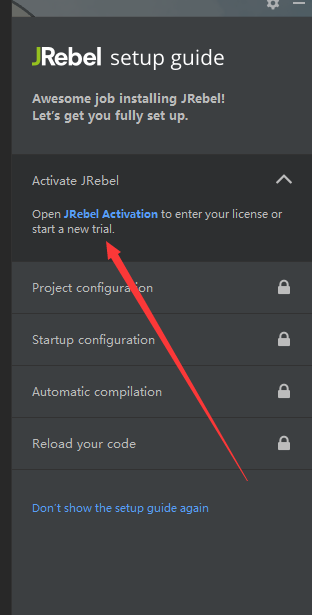 JRebel setup guide
Awesome job installing JRebel!
Let's get you fully set up.
Activate JRebel
Open JRebel Activation to enter your license or
start a new trial.
Project configuration
Startup configuration
Automatic compilation
Reload your code
Don't show the setup guide again